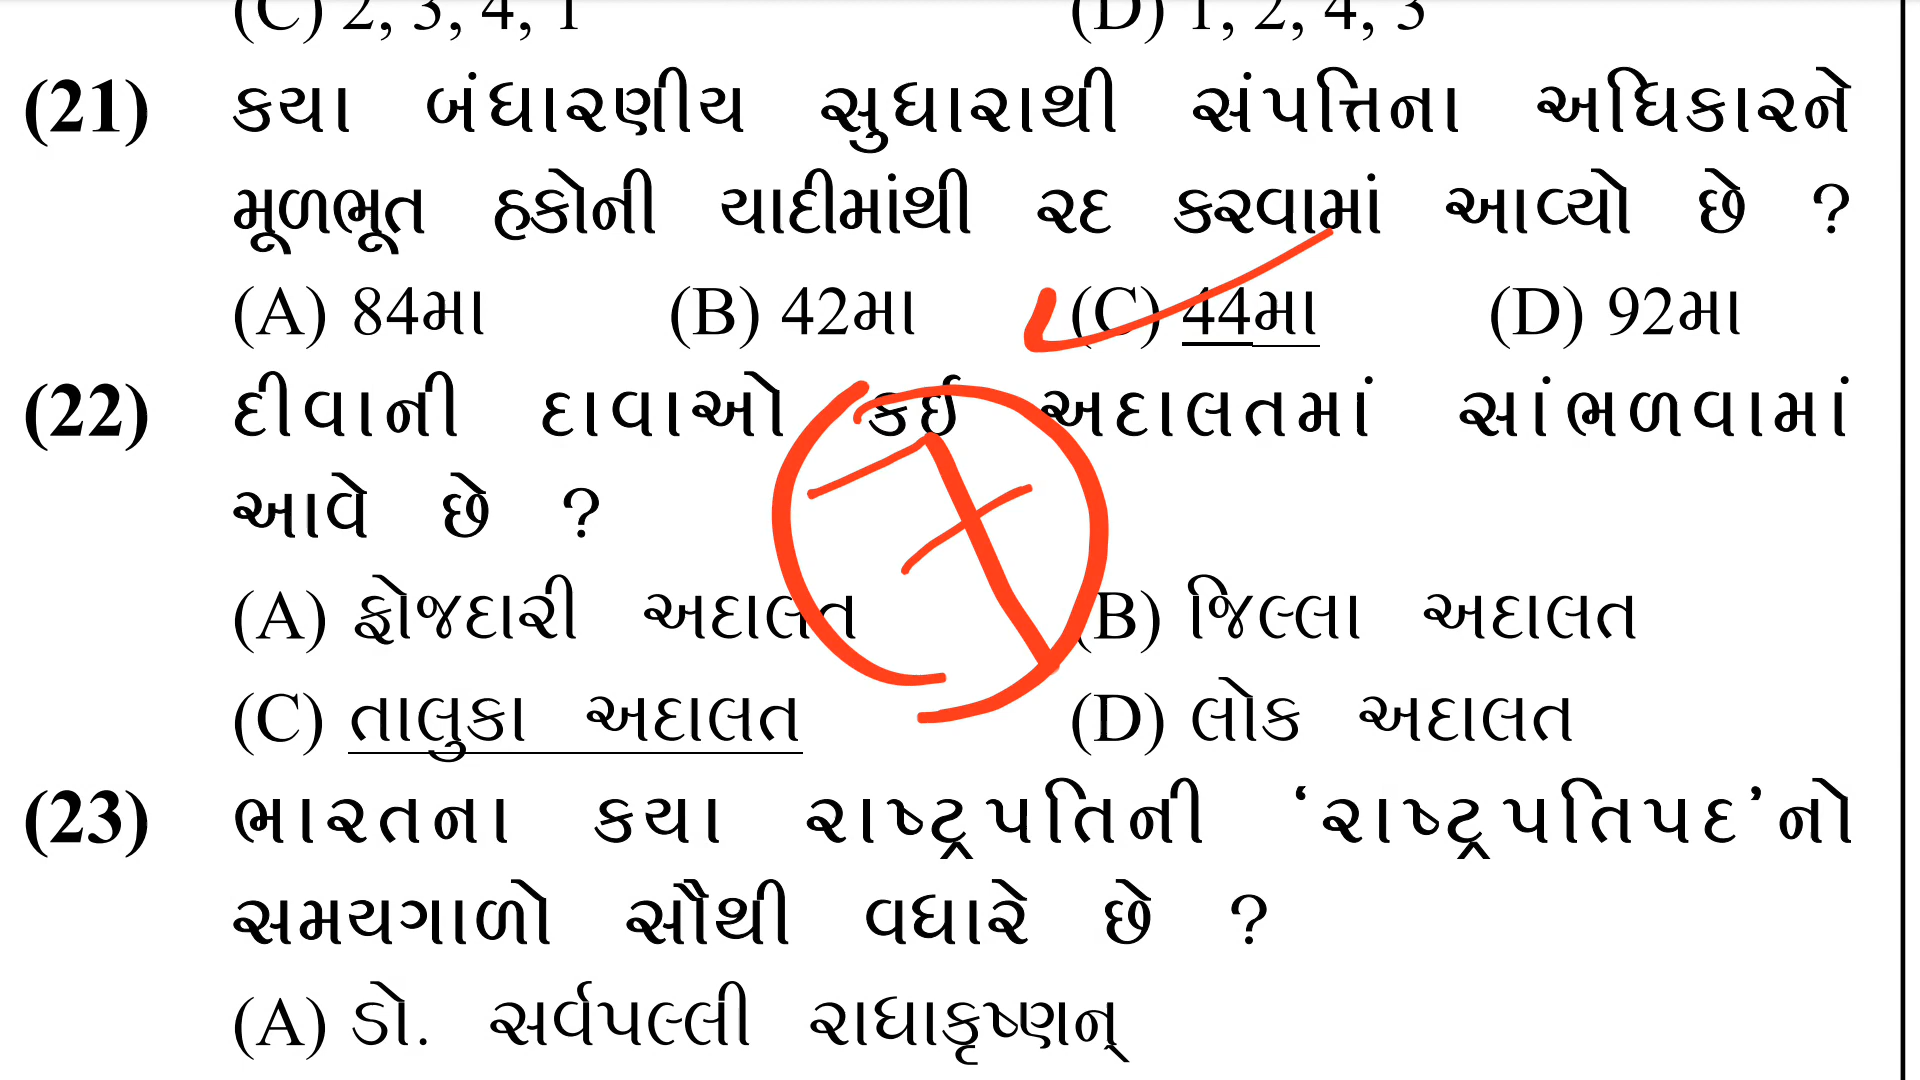 (C) 2, 3, 4, 1 (D) 1, 2, 4, 3
(21) કયા બંધારણીય સુધારાથી સંપત્તિના અધિકારને
મૂળભૂત હકોની યાદીમાંથી રદ કરવામાં આવ્યો છે ?
(A) 84મા (B) 42મા (C) 44મા (D) 92મા
(22) દીવાની દાવાઓ કઈ અદાલતમાં સાંભળવામાં
આવે છે ?
(A) ફોજદારી અદાલત (B) જિલ્લા અદાલત
(C) તાલુકા અદાલત (D) લોક અદાલત
(23) ભારતના કયા રાષ્ટ્રપતિની ‘રાષ્ટ્રપતિપદ’નો
સમયગાળો સૌથી વધારે છે ?
(A) ડો. સર્વપલ્લી રાધાકૃષ્ણન્